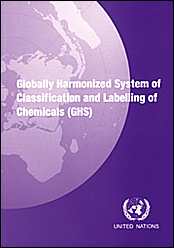 Globally Harmonized System of
Classification and Labelling of
Chemicals (GHS)
UNITED NATIONS